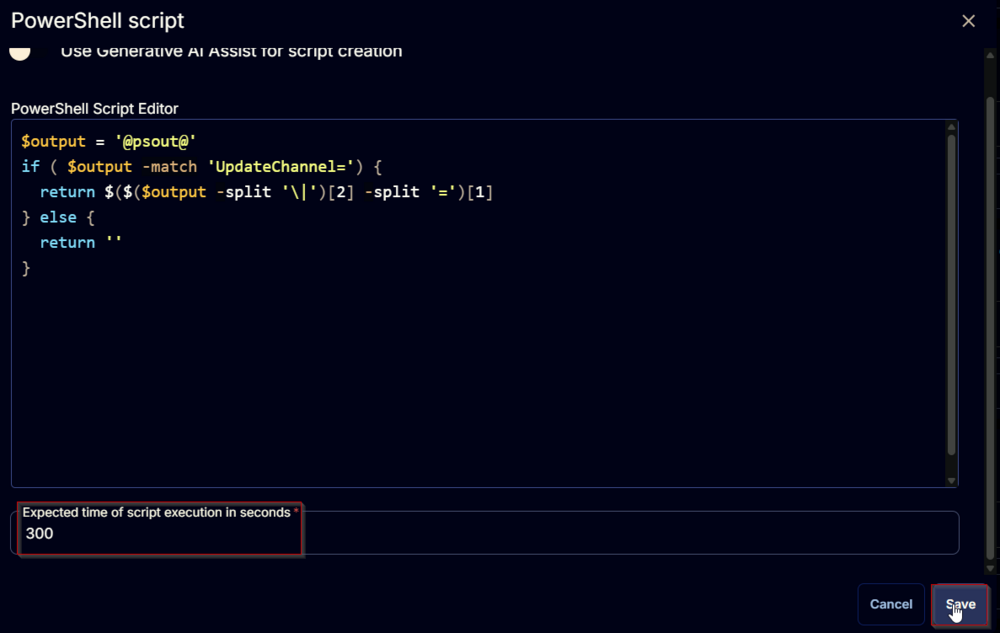 PowerShell script
Use Generative AI Assist for script creation
PowerShell Script Editor
$output = '@psout@'
if ( $output -match 'UpdateChannel=') {
  return $($($output -split '\|')[2] -split '=')[1]
} else {
  return ''
}
Expected time of script execution in seconds *
300
Cancel
Save